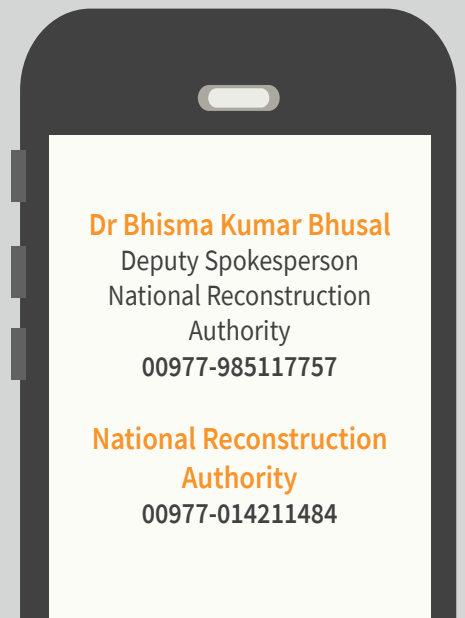 Dr Bhisma Kumar Bhusal
Deputy Spokesperson
National Reconstruction
Authority
00977-985117757
National Reconstruction
Authority
00977-014211484